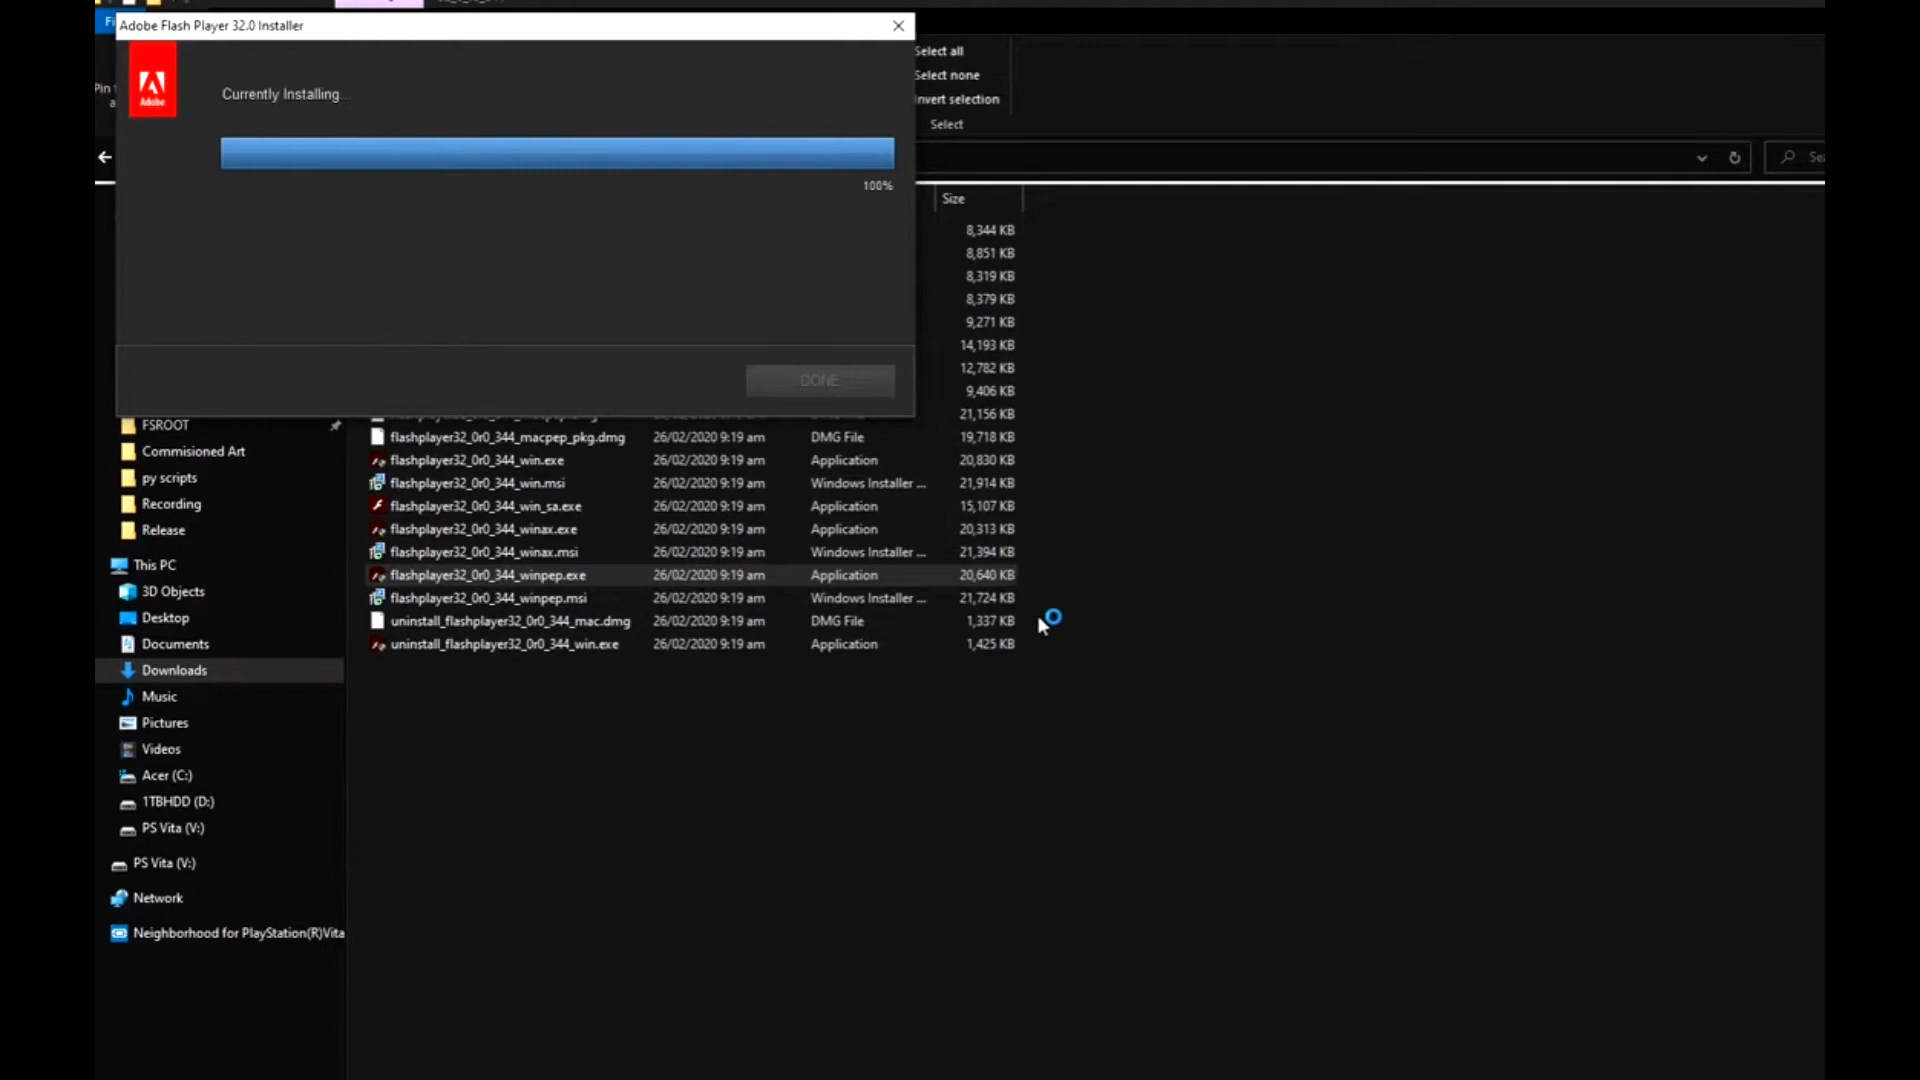 Adobe Flash Player 32.0 Installer
Adobe
Currently Installing...
100%
DONE
Select all
Select none
Invert selection
Select
Size
8,344 KB
8,851 KB
8,319 KB
8,379 KB
9,271 KB
14,193 KB
12,782 KB
9,406 KB
21,156 KB
flashplayer32_0r0_344_macpep_pkg.dmg 26/02/2020 9:19 am DMG File 19,718 KB
flashplayer32_0r0_344_win.exe 26/02/2020 9:19 am Application 20,830 KB
flashplayer32_0r0_344_win.msi 26/02/2020 9:19 am Windows Installer ... 21,914 KB
flashplayer32_0r0_344_win_sa.exe 26/02/2020 9:19 am Application 15,107 KB
flashplayer32_0r0_344_winax.exe 26/02/2020 9:19 am Application 20,313 KB
flashplayer32_0r0_344_winax.msi 26/02/2020 9:19 am Windows Installer ... 21,394 KB
flashplayer32_0r0_344_winpep.exe 26/02/2020 9:19 am Application 20,640 KB
flashplayer32_0r0_344_winpep.msi 26/02/2020 9:19 am Windows Installer ... 21,724 KB
uninstall_flashplayer32_0r0_344_mac.dmg 26/02/2020 9:19 am DMG File 1,337 KB
uninstall_flashplayer32_0r0_344_win.exe 26/02/2020 9:19 am Application 1,425 KB
FSROOT
Commisioned Art
py scripts
Recording
Release
This PC
3D Objects
Desktop
Documents
Downloads
Music
Pictures
Videos
Acer (C:)
1TBHDD (D:)
PS Vita (V:)
PS Vita (V:)
Network
Neighborhood for PlayStation(R)Vita